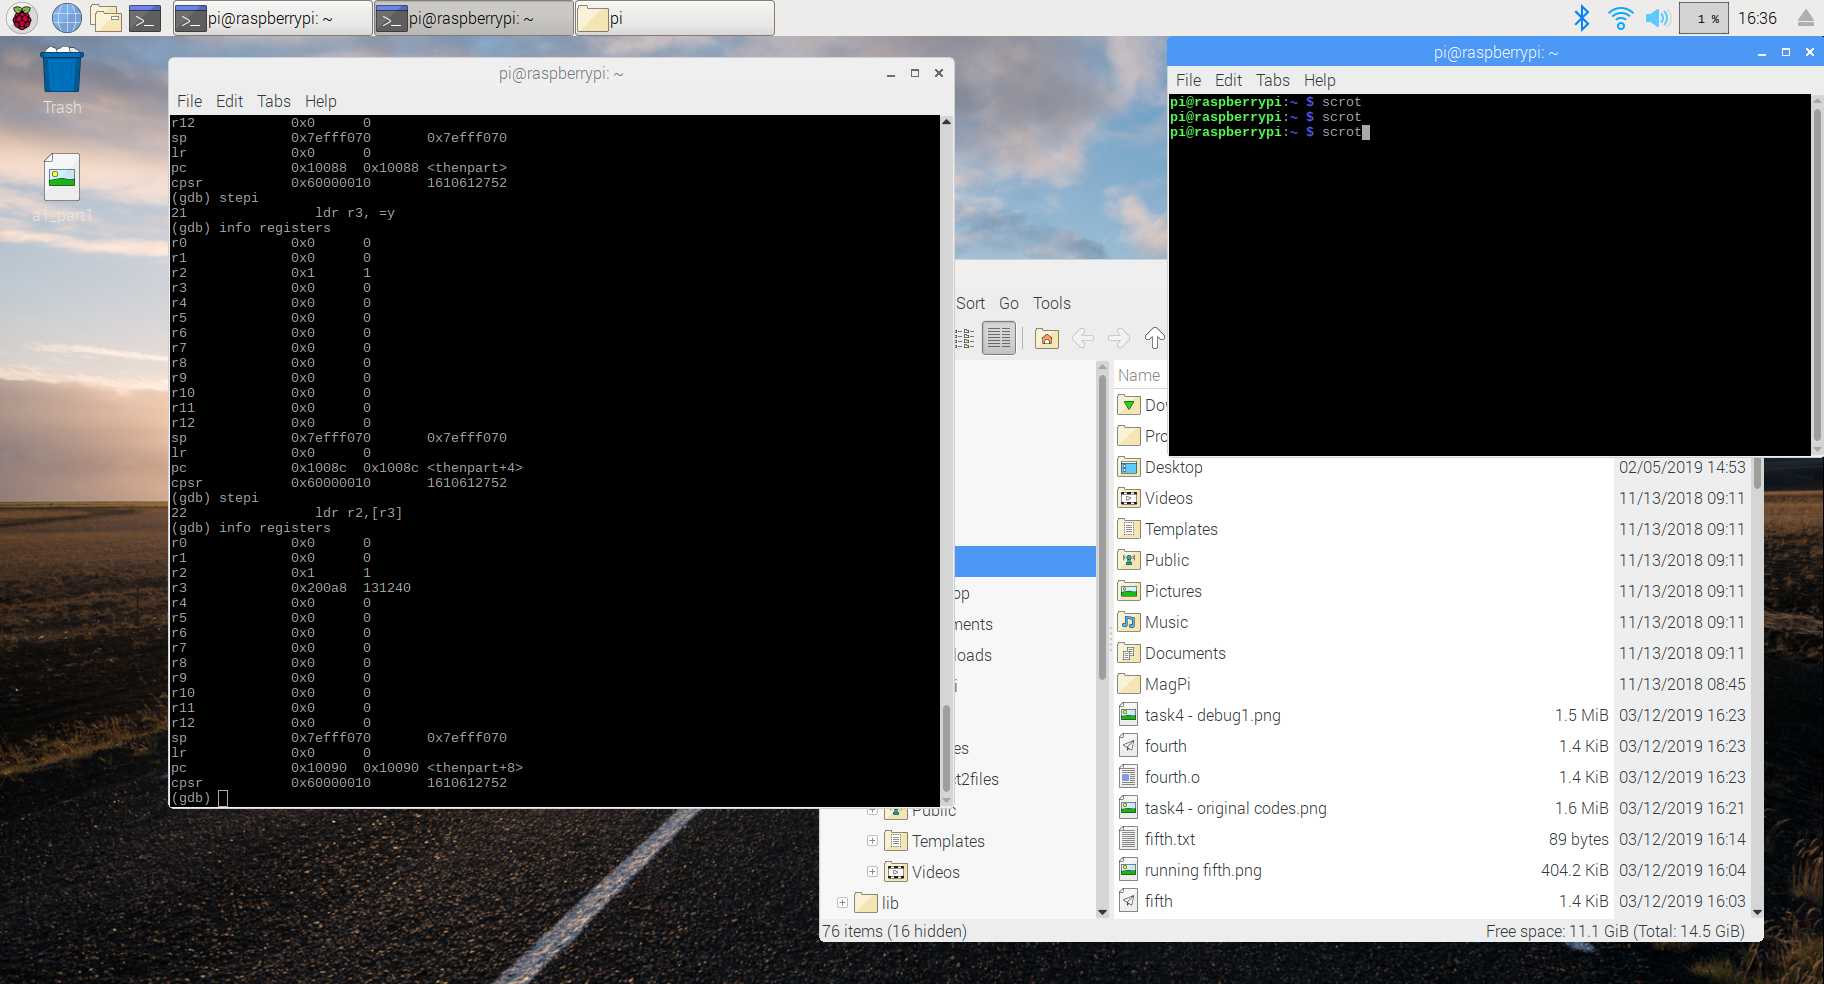 pi@raspberrypi: ~
pi@raspberrypi: ~
pi
1 %
16:36
Trash
a1_part1
pi@raspberrypi: ~
File Edit Tabs Help
r12 0x0 0
sp 0x7efff070 0x7efff070
lr 0x0 0
pc 0x10088 0x10088 <thenpart>
cpsr 0x60000010 1610612752
(gdb) stepi
21 ldr r3, =y
(gdb) info registers
r0 0x0 0
r1 0x0 0
r2 0x1 1
r3 0x0 0
r4 0x0 0
r5 0x0 0
r6 0x0 0
r7 0x0 0
r8 0x0 0
r9 0x0 0
r10 0x0 0
r11 0x0 0
r12 0x0 0
sp 0x7efff070 0x7efff070
lr 0x0 0
pc 0x1008c 0x1008c <thenpart+4>
cpsr 0x60000010 1610612752
(gdb) stepi
22 ldr r2,[r3]
(gdb) info registers
r0 0x0 0
r1 0x0 0
r2 0x1 1
r3 0x200a8 131240
r4 0x0 0
r5 0x0 0
r6 0x0 0
r7 0x0 0
r8 0x0 0
r9 0x0 0
r10 0x0 0
r11 0x0 0
r12 0x0 0
sp 0x7efff070 0x7efff070
lr 0x0 0
pc 0x10090 0x10090 <thenpart+8>
cpsr 0x60000010 1610612752
(gdb)
pi@raspberrypi: ~
File Edit Tabs Help
pi@raspberrypi:~ $ scrot
pi@raspberrypi:~ $ scrot
pi@raspberrypi:~ $ scrot
Sort Go Tools
op
ments
loads
i
es
st2files
Public
Templates
Videos
lib
Name
Do
Pro
Desktop 02/05/2019 14:53
Videos 11/13/2018 09:11
Templates 11/13/2018 09:11
Public 11/13/2018 09:11
Pictures 11/13/2018 09:11
Music 11/13/2018 09:11
Documents 11/13/2018 09:11
MagPi 11/13/2018 08:45
task4 - debug1.png 1.5 MiB 03/12/2019 16:23
fourth 1.4 KiB 03/12/2019 16:23
fourth.o 1.4 KiB 03/12/2019 16:23
task4 - original codes.png 1.6 MiB 03/12/2019 16:21
fifth.txt 89 bytes 03/12/2019 16:14
running fifth.png 404.2 KiB 03/12/2019 16:04
fifth 1.4 KiB 03/12/2019 16:03
76 items (16 hidden)
Free space: 11.1 GiB (Total: 14.5 GiB)